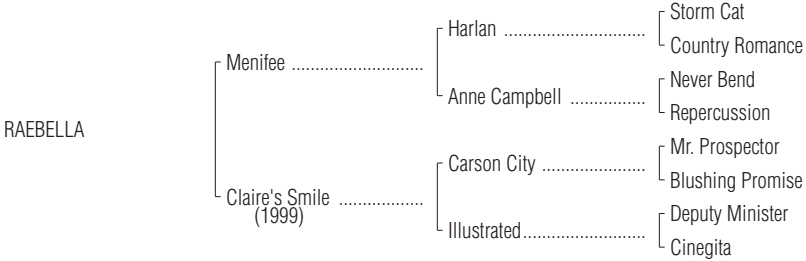 Storm Cat
Harlan ..............................
Country Romance
Menifee ............................
Never Bend
Anne Campbell ................
Repercussion
RAEBELLA
Mr. Prospector
Carson City ......................
Blushing Promise
Claire's Smile ..................
(1999)
Deputy Minister
Illustrated..........................
Cinegita